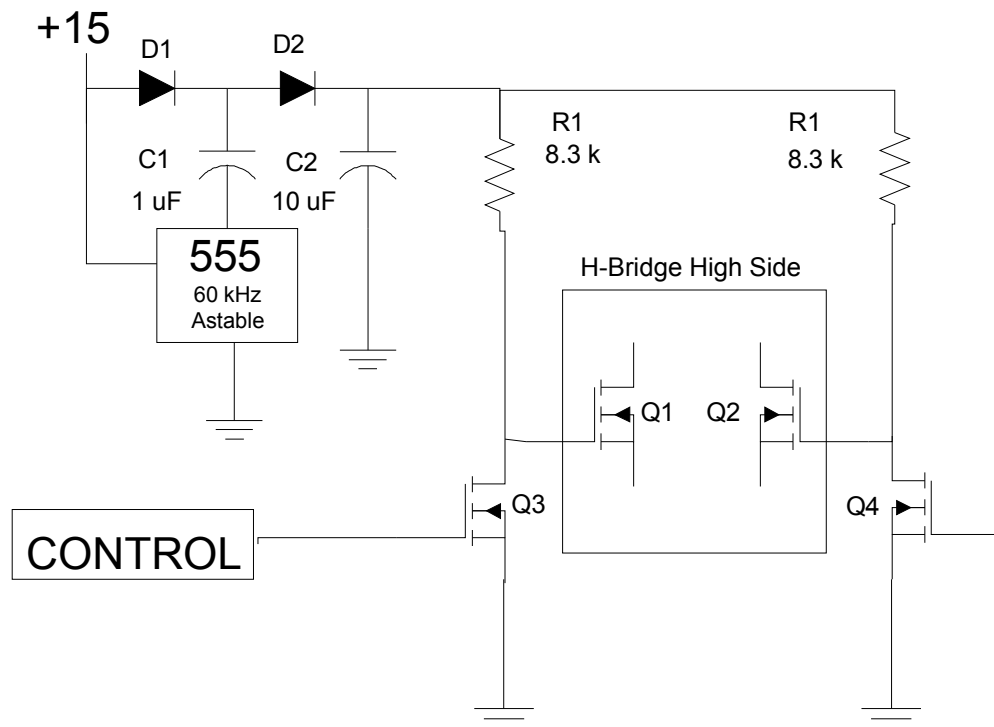 +15
D1
D2
R1
8.3 k
R1
8.3 k
C1
1 uF
C2
10 uF
555
60 kHz
Astable
H-Bridge High Side
Q1
Q2
Q3
Q4
CONTROL